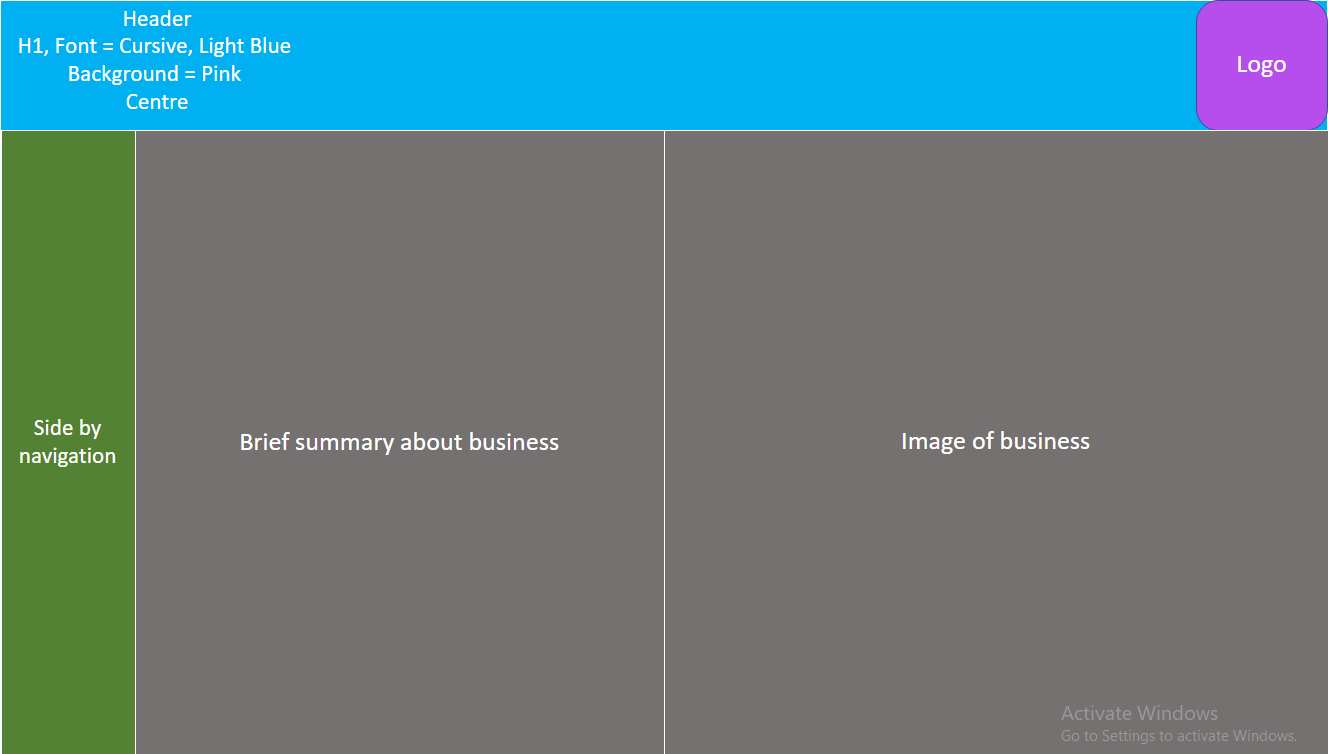 Header
H1, Font = Cursive, Light Blue
Background = Pink
Centre
Logo
Side by
navigation
Brief summary about business
Image of business
Activate Windows
Go to Settings to activate Windows.